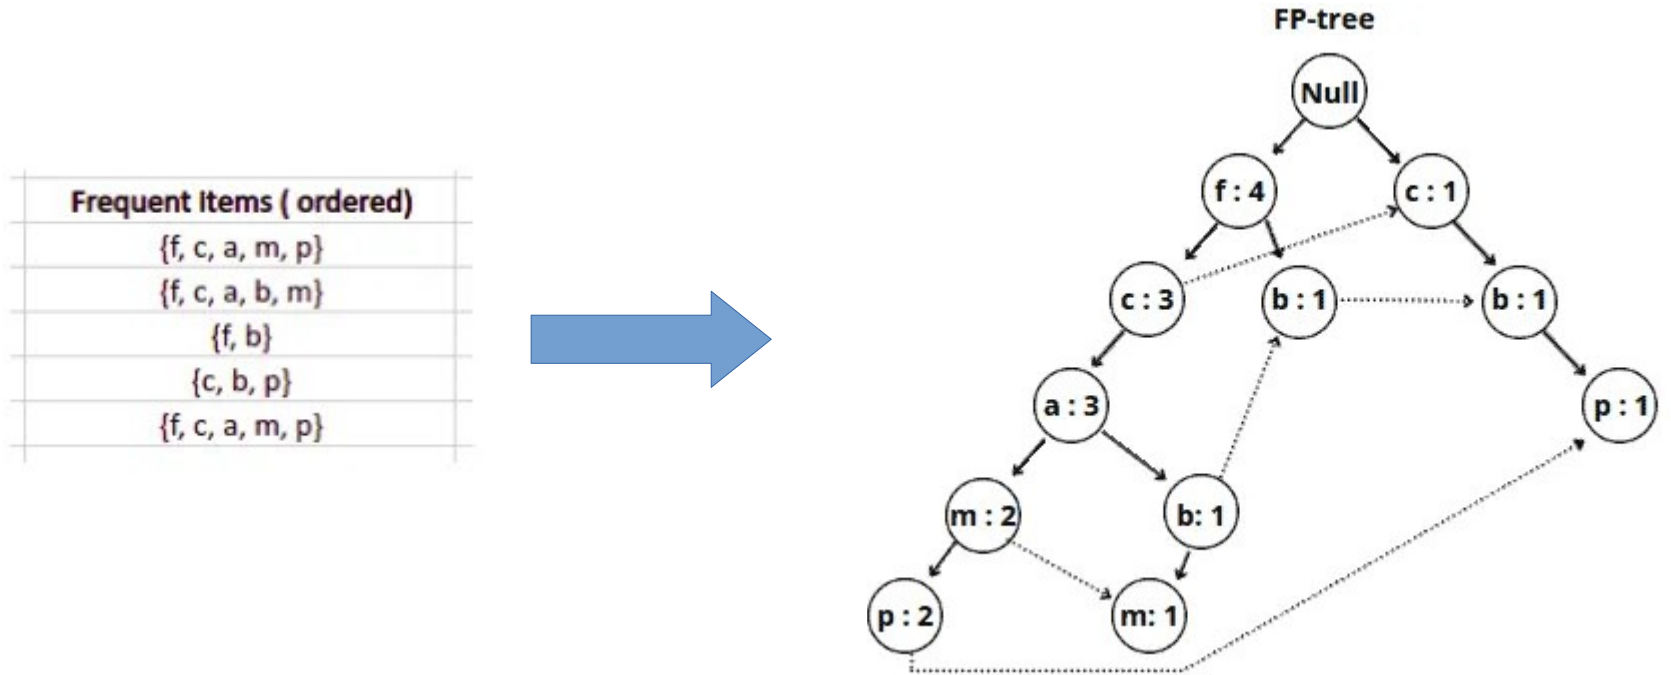 FP-tree
Null
f : 4
c : 1
c : 3
b : 1
b : 1
a : 3
p : 1
m : 2
b: 1
p : 2
m: 1
Frequent Items ( ordered)
{f, c, a, m, p}
{f, c, a, b, m}
{f, b}
{c, b, p}
{f, c, a, m, p}